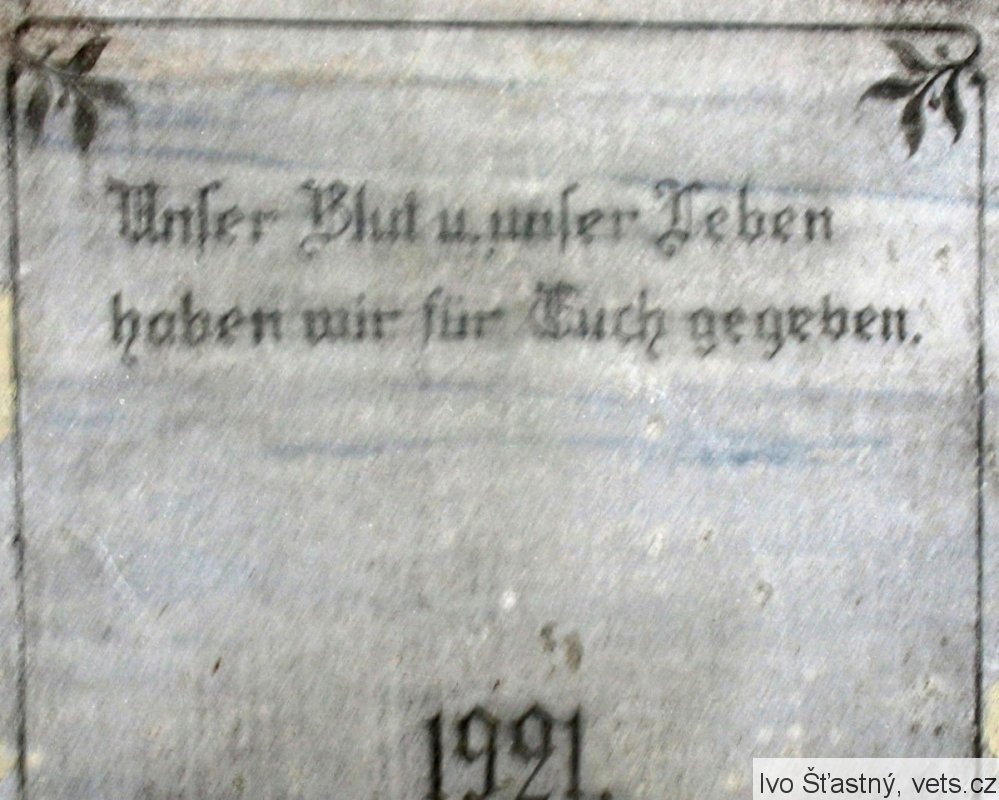 Unser Blut u. unser Leben
haben wir für Euch gegeben.
1921.
Ivo Šťastný, vets.cz